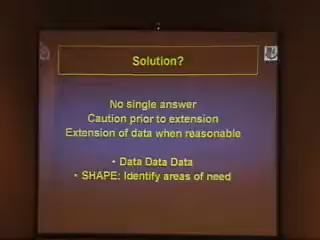 Solution?
No single answer
Caution prior to extension
Extension of data when reasonable
• Data Data Data
• SHAPE: Identify areas of need